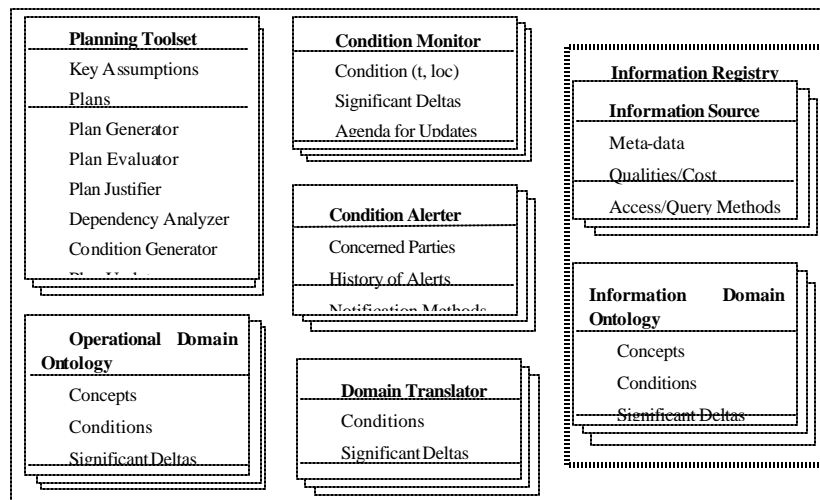 Planning Toolset
Key Assumptions
Plans
Plan Generator
Plan Evaluator
Plan Justifier
Dependency Analyzer
Condition Generator
Operational Domain
Ontology
Concepts
Conditions
Significant Deltas
Condition Monitor
Condition (t, loc)
Significant Deltas
Agenda for Updates
Condition Alerter
Concerned Parties
History of Alerts
Notification Methods
Domain Translator
Conditions
Significant Deltas
Information Registry
Information Source
Meta-data
Qualities/Cost
Access/Query Methods
Information Domain
Ontology
Concepts
Conditions
Significant Deltas